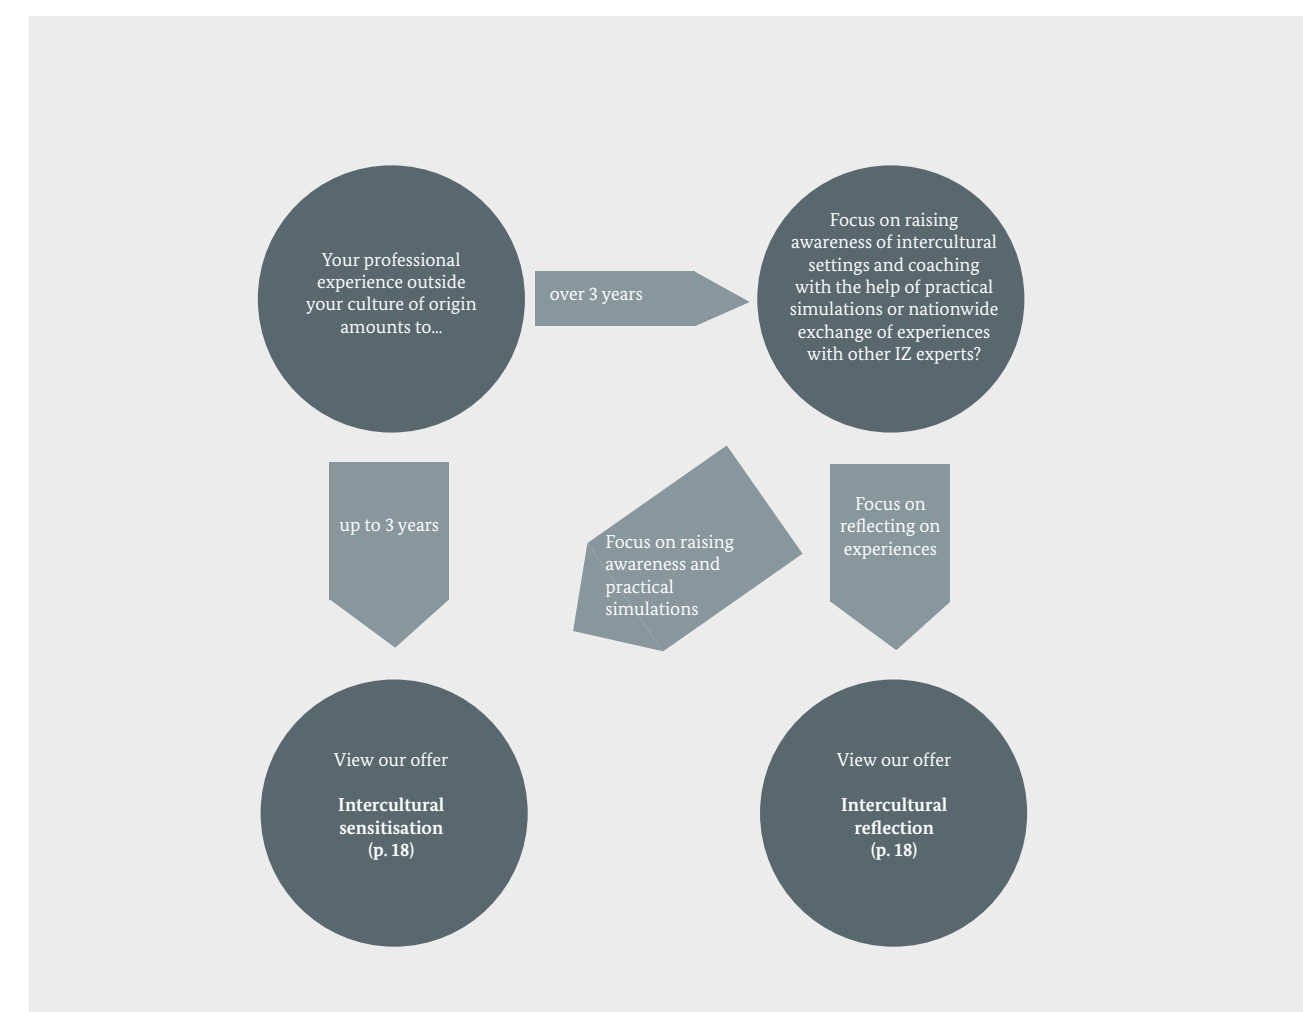 Your professional
experience outside
your culture of origin
amounts to...
over 3 years
Focus on raising
awareness of intercultural
settings and coaching
with the help of practical
simulations or nationwide
exchange of experiences
with other IZ experts?
up to 3 years
Focus on raising
awareness and
practical
simulations
Focus on
reflecting on
experiences
View our offer
Intercultural
sensitisation
(p. 18)
View our offer
Intercultural
reflection
(p. 18)